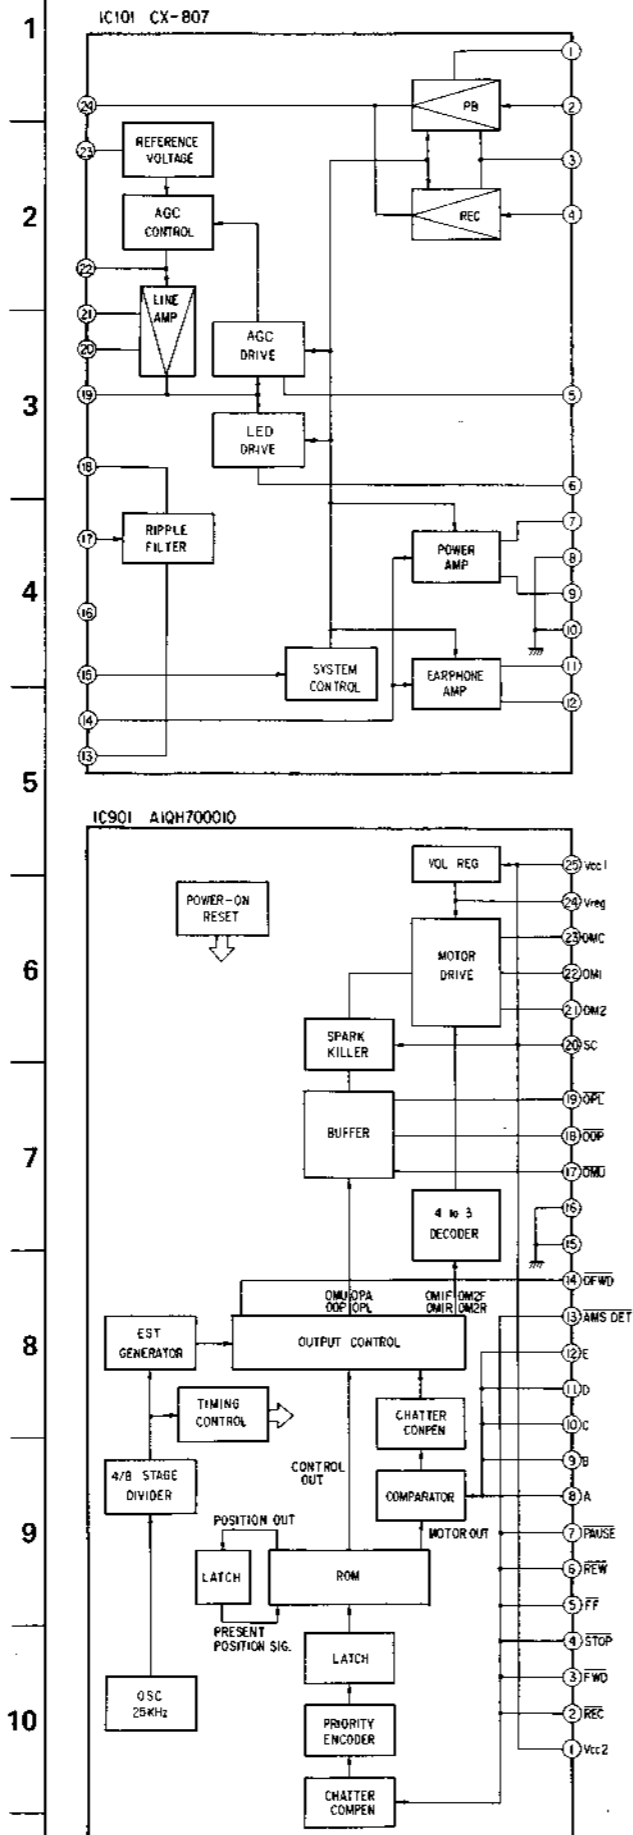 1
IC101 CX-807
1
24
PB
2
REFERENCE
VOLTAGE
23
3
2
AGC
CONTROL
REC
4
22
LINE
AMP
21
20
AGC
DRIVE
3
19
5
LED
DRIVE
18
6
7
17
RIPPLE
FILTER
POWER
AMP
8
4
9
16
10
15
SYSTEM
CONTROL
EARPHONE
AMP
11
12
14
13
5
IC901 A1QH700010
VOL REG
25 Vcc1
POWER-ON
RESET
24 Vreg
6
MOTOR
DRIVE
23 OMC
22 OM1
21 OM2
SPARK
KILLER
20 SC
19 OPL
7
BUFFER
18 OOP
17 OMU
4 to 3
DECODER
16
15
14 OFWD
OMU OPA
OOP OPL
OM1F OM2F
OM1R OM2R
13 AMS DET
8
EST
GENERATOR
OUTPUT CONTROL
12 E
11 D
TIMING
CONTROL
CHATTER
CONPEN
10 C
9 B
4/8 STAGE
DIVIDER
CONTROL
OUT
COMPARATOR
8 A
9
POSITION OUT
MOTOR OUT
7 PAUSE
LATCH
ROM
6 REW
5 FF
PRESENT
POSITION SIG.
LATCH
4 STOP
3 FWD
10
OSC
25KHz
PRIORITY
ENCODER
2 REC
1 Vcc2
CHATTER
COMPEN